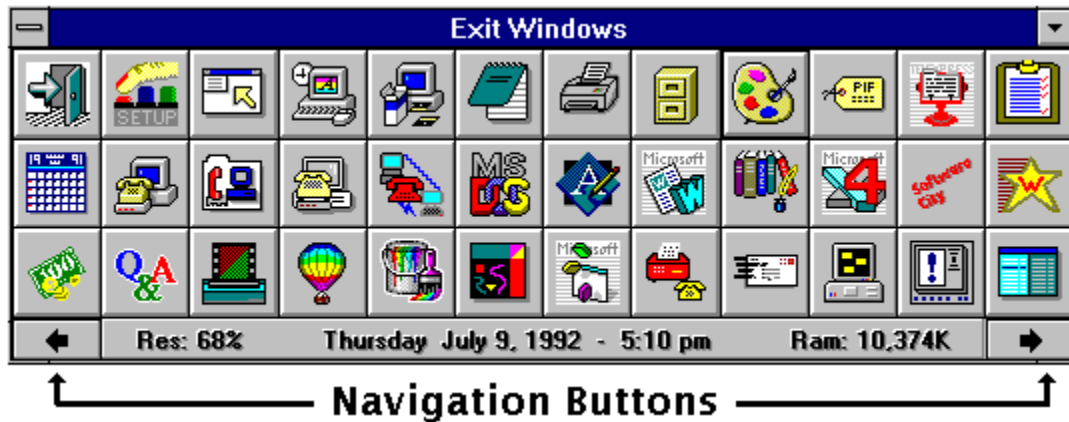 Exit Windows
SETUP
PIF
19 91
MS
DOS
Microsoft
W W
Microsoft
4
Software
City
W
100
Q&A
Microsoft
Res: 68% Thursday July 9, 1992 - 5:10 pm Ram: 10,374K
Navigation Buttons